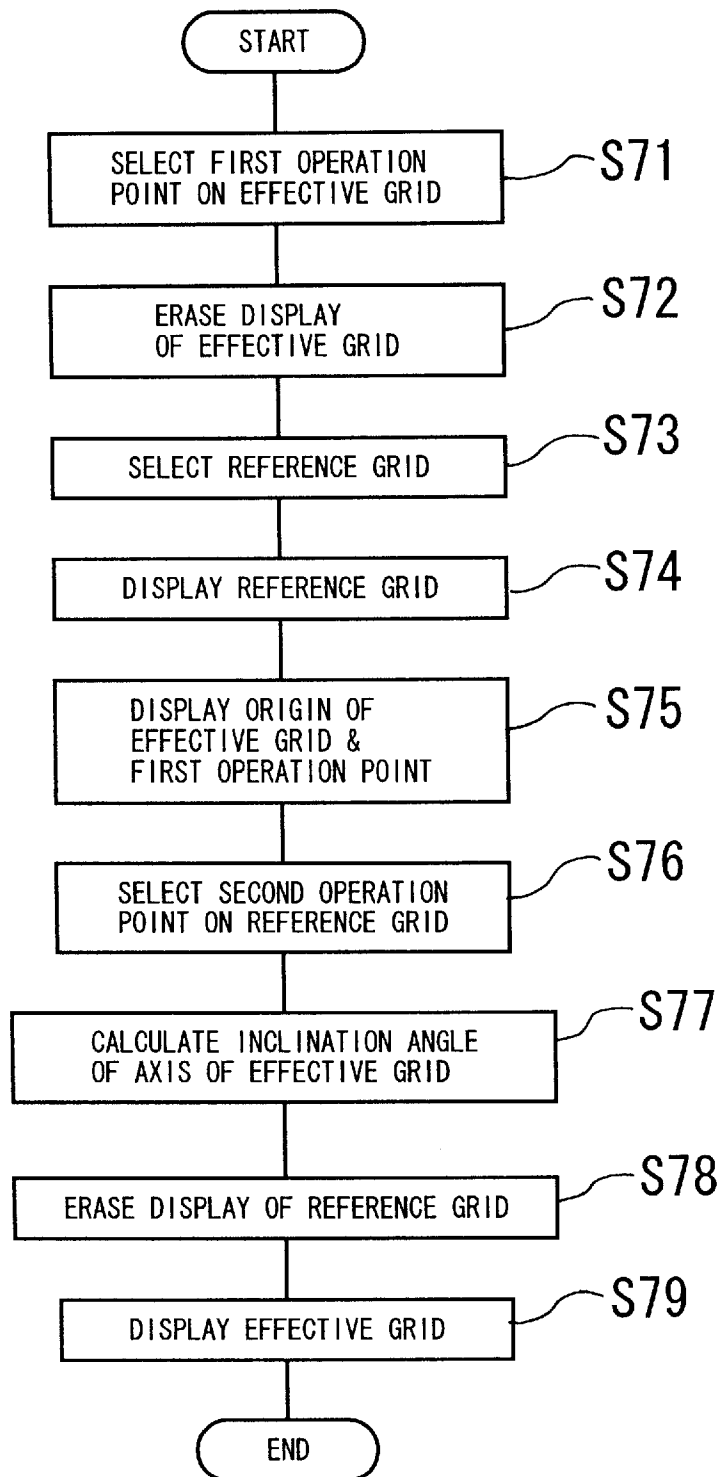 START
SELECT FIRST OPERATION
POINT ON EFFECTIVE GRID
S71
ERASE DISPLAY
OF EFFECTIVE GRID
S72
SELECT REFERENCE GRID
S73
DISPLAY REFERENCE GRID
S74
DISPLAY ORIGIN OF
EFFECTIVE GRID &
FIRST OPERATION POINT
S75
SELECT SECOND OPERATION
POINT ON REFERENCE GRID
S76
CALCULATE INCLINATION ANGLE
OF AXIS OF EFFECTIVE GRID
S77
ERASE DISPLAY OF REFERENCE GRID
S78
DISPLAY EFFECTIVE GRID
S79
END